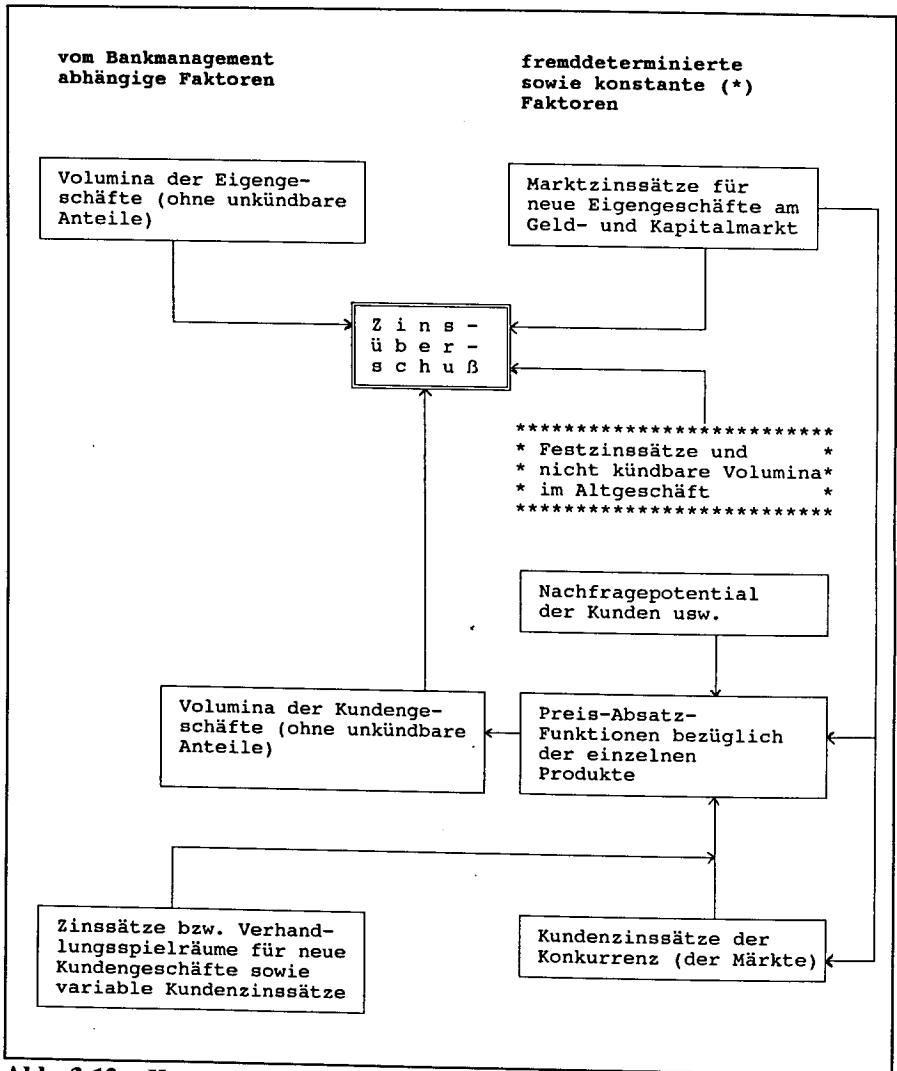 vom Bankmanagement
abhängige Faktoren
fremddeterminierte
sowie konstante (*)
Faktoren
Volumina der Eigenge-
schäfte (ohne unkündbare
Anteile)
Marktzinssätze für
neue Eigengeschäfte am
Geld- und Kapitalmarkt
Z i n s -
ü b e r -
s c h u ß
**************************
* Festzinssätze und *
* nicht kündbare Volumina*
* im Altgeschäft *
**************************
Nachfragepotential
der Kunden usw.
Volumina der Kundenge-
schäfte (ohne unkündbare
Anteile)
Preis-Absatz-
Funktionen bezüglich
der einzelnen
Produkte
Zinssätze bzw. Verhand-
lungsspielräume für neue
Kundengeschäfte sowie
variable Kundenzinssätze
Kundenzinssätze der
Konkurrenz (der Märkte)